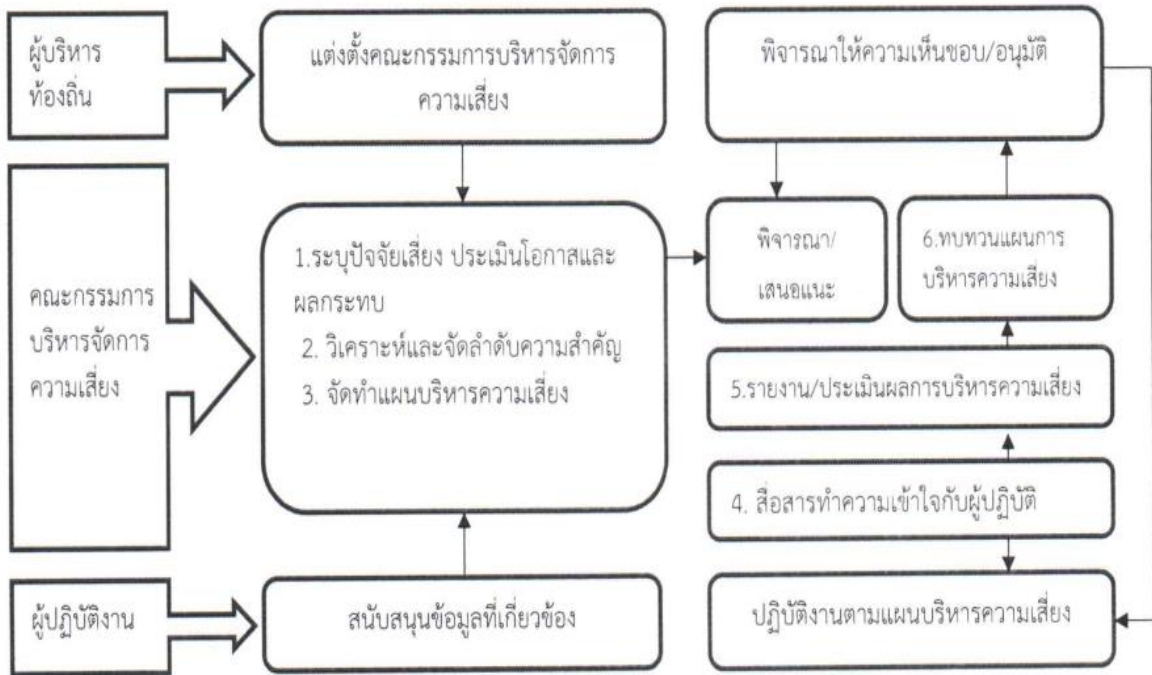 ผู้บริหาร
ท้องถิ่น
แต่งตั้งคณะกรรมการบริหารจัดการ
ความเสี่ยง
พิจารณาให้ความเห็นชอบ/อนุมัติ
คณะกรรมการ
บริหารจัดการ
ความเสี่ยง
1.ระบุปัจจัยเสี่ยง ประเมินโอกาสและ
ผลกระทบ
2. วิเคราะห์และจัดลำดับความสำคัญ
3. จัดทำแผนบริหารความเสี่ยง
พิจารณา/
เสนอแนะ
6.ทบทวนแผนการ
บริหารความเสี่ยง
5.รายงาน/ประเมินผลการบริหารความเสี่ยง
4. สื่อสารทำความเข้าใจกับผู้ปฏิบัติ
ผู้ปฏิบัติงาน
สนับสนุนข้อมูลที่เกี่ยวข้อง
ปฏิบัติงานตามแผนบริหารความเสี่ยง